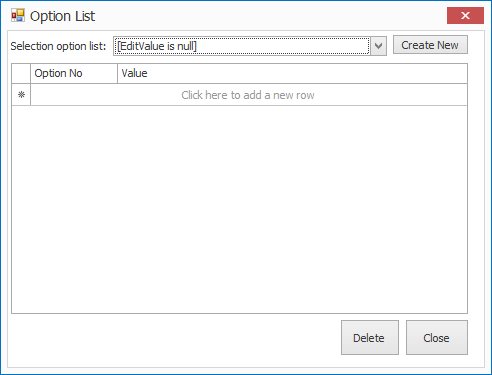 Option List
Selection option list: [EditValue is null] Create New
Option No Value
Click here to add a new row
Delete Close